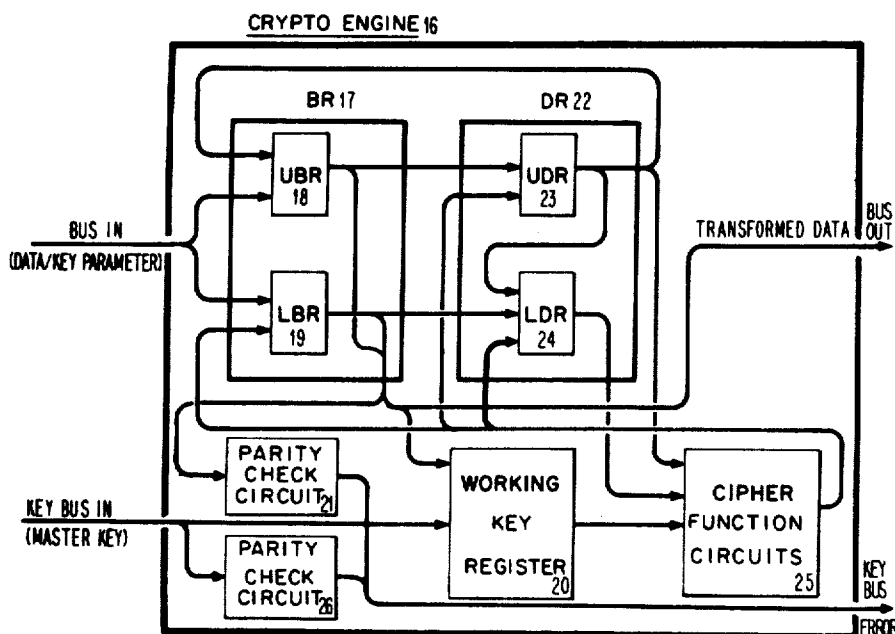 CRYPTO ENGINE 16
BR 17
DR 22
UBR
18
UDR
23
BUS IN
(DATA/KEY PARAMETER)
TRANSFORMED DATA
BUS
OUT
LBR
19
LDR
24
PARITY
CHECK
CIRCUIT 21
KEY BUS IN
(MASTER KEY)
WORKING
KEY
REGISTER
20
CIPHER
FUNCTION
CIRCUITS
25
PARITY
CHECK
CIRCUIT 26
KEY
BUS
ERROR